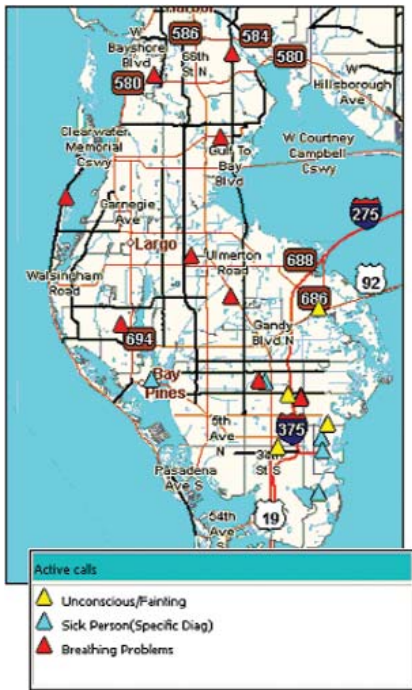 586
584
W
Bayshore
Blvd
66th
St N
580
580
W
Hillsborough
Ave
Clearwater
Memorial
Cswy
Gulf To
Bay
Blvd
W Courtney
Campbell
Cswy
Carnegie
Ave
275
Largo
Ulmerton
Road
688
92
Walsingham
Road
686
Gandy
Blvd N
694
Bay
Pines
5th
Ave
N
375
34th
St S
Pasadena
Ave S
19
54th
Ave
Active calls
Unconscious/Fainting
Sick Person(Specific Diag)
Breathing Problems